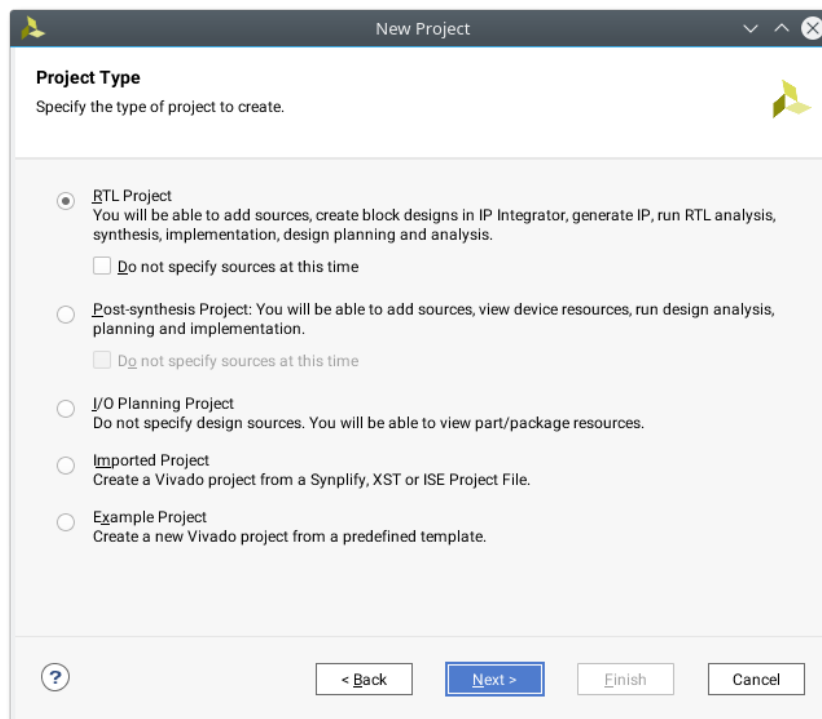 New Project
Project Type
Specify the type of project to create.
RTL Project
You will be able to add sources, create block designs in IP Integrator, generate IP, run RTL analysis,
synthesis, implementation, design planning and analysis.
Do not specify sources at this time
Post-synthesis Project: You will be able to add sources, view device resources, run design analysis,
planning and implementation.
Do not specify sources at this time
I/O Planning Project
Do not specify design sources. You will be able to view part/package resources.
Imported Project
Create a Vivado project from a Synplify, XST or ISE Project File.
Example Project
Create a new Vivado project from a predefined template.
? < Back Next > Finish Cancel